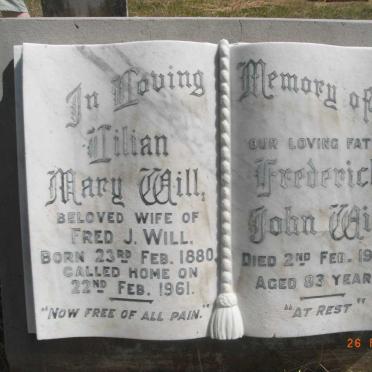 In Loving
Lilian
Mary Will,
BELOVED WIFE OF
FRED J. WILL.
BORN 23RD FEB. 1880.
CALLED HOME ON
22ND FEB. 1961.
"NOW FREE OF ALL PAIN."
Memory of
OUR LOVING FAT
Frederick
John Wi
DIED 2ND FEB. 19
AGED 83 YEAR
"AT REST"
26